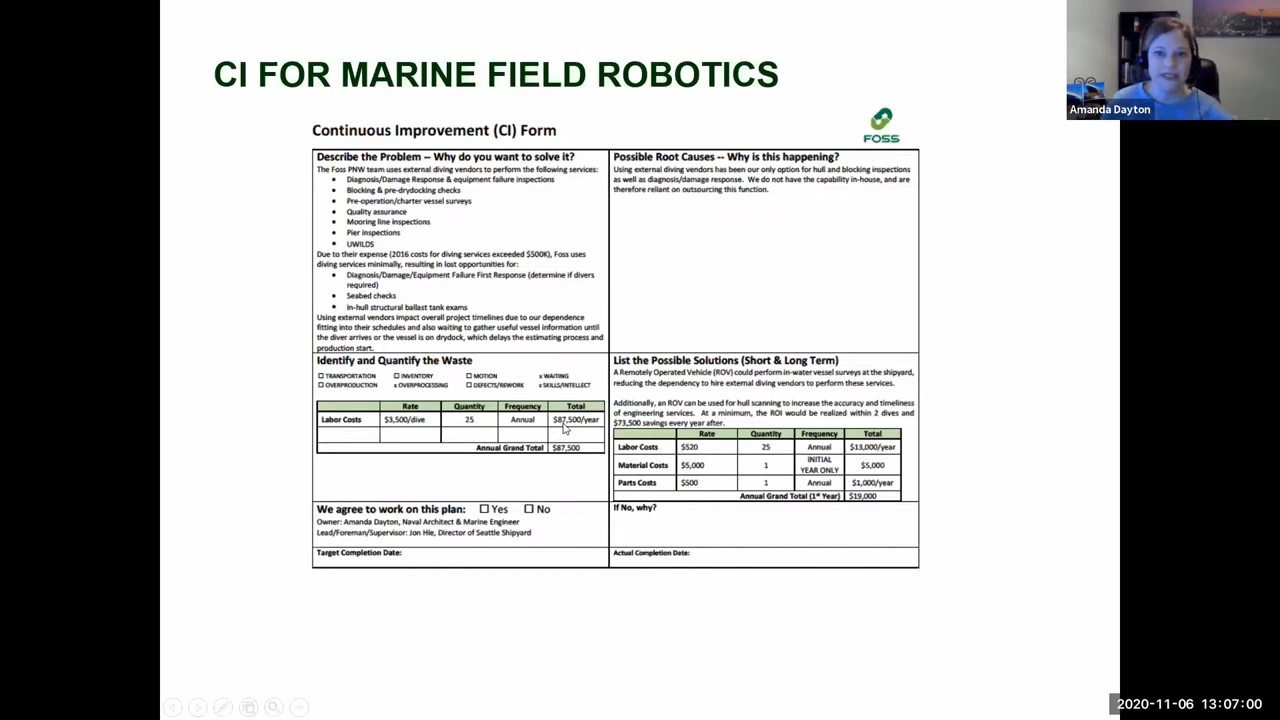 CI FOR MARINE FIELD ROBOTICS
Amanda Dayton
Continuous Improvement (CI) Form
FOSS
Describe the Problem -- Why do you want to solve it?
The Foss PNW team uses external diving vendors to perform the following services:
• Diagnosis/Damage Response & equipment failure inspections
• Blocking & pre-drydocking checks
• Pre-operation/charter vessel surveys
• Quality assurance
• Mooring line inspections
• Pier inspections
• UWILDS
Due to their expense (2016 costs for diving services exceeded $500K), Foss uses
diving services minimally, resulting in lost opportunities for:
• Diagnosis/Damage/Equipment Failure First Response (determine if divers
required)
• Seabed checks
• In-hull structural ballast tank exams
Using external vendors impact overall project timelines due to our dependence
fitting into their schedules and also waiting to gather useful vessel information until
the diver arrives or the vessel is on drydock, which delays the estimating process and
production start.
Possible Root Causes -- Why is this happening?
Using external diving vendors has been our only option for hull and blocking inspections
as well as diagnosis/damage response. We do not have the capability in-house, and are
therefore reliant on outsourcing this function.
Identify and Quantify the Waste
☐ TRANSPORTATION ☐ INVENTORY ☐ MOTION x WAITING
☐ OVERPRODUCTION x OVERPROCESSING ☐ DEFECTS/REWORK x SKILLS/INTELLECT
Rate Quantity Frequency Total
Labor Costs $3,500/dive 25 Annual $87,500/year
Annual Grand Total $87,500
List the Possible Solutions (Short & Long Term)
A Remotely Operated Vehicle (ROV) could perform in-water vessel surveys at the shipyard,
reducing the dependency to hire external diving vendors to perform these services.
Additionally, an ROV can be used for hull scanning to increase the accuracy and timeliness
of engineering services. At a minimum, the ROI would be realized within 2 dives and
$73,500 savings every year after.
Rate Quantity Frequency Total
Labor Costs $520 25 Annual $13,000/year
Material Costs $5,000 1 INITIAL YEAR ONLY $5,000
Parts Costs $500 1 Annual $1,000/year
Annual Grand Total (1st Year) $19,000
We agree to work on this plan: ☐ Yes ☐ No
Owner: Amanda Dayton, Naval Architect & Marine Engineer
Lead/Foreman/Supervisor: Jon Hie, Director of Seattle Shipyard
If No, why?
Target Completion Date:
Actual Completion Date:
2020-11-06 13:07:00